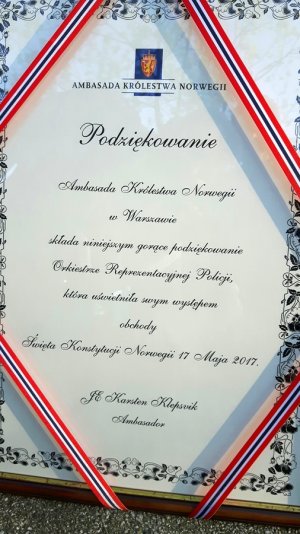 AMBASADA KRÓLESTWA NORWEGII
Podziękowanie
Ambasada Królestwa Norwegii
w Warszawie
składa niniejszym gorące podziękowanie
Orkiestrze Reprezentacyjnej Policji,
która uświetniła swym występem
obchody
Święta Konstytucji Norwegii 17 Maja 2017.
JE Karsten Klepsvik
Ambasador